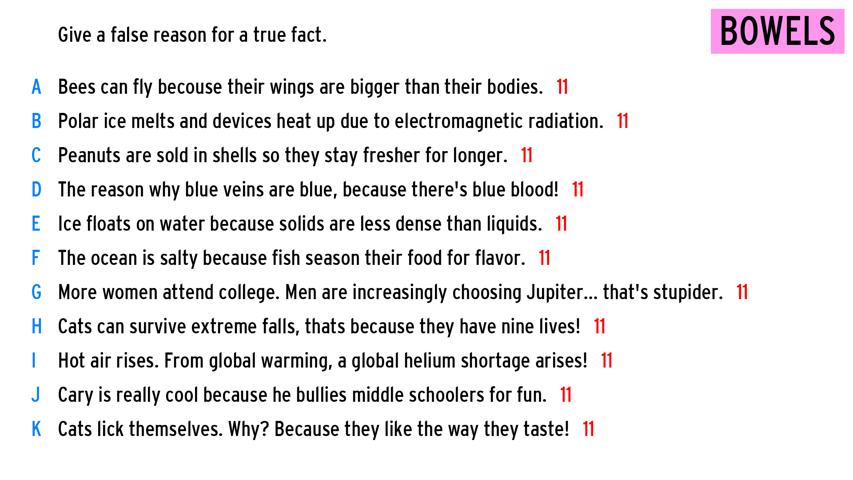 Give a false reason for a true fact.
BOWELS
A Bees can fly becouse their wings are bigger than their bodies. 11
B Polar ice melts and devices heat up due to electromagnetic radiation. 11
C Peanuts are sold in shells so they stay fresher for longer. 11
D The reason why blue veins are blue, because there's blue blood! 11
E Ice floats on water because solids are less dense than liquids. 11
F The ocean is salty because fish season their food for flavor. 11
G More women attend college. Men are increasingly choosing Jupiter... that's stupider. 11
H Cats can survive extreme falls, thats because they have nine lives! 11
I Hot air rises. From global warming, a global helium shortage arises! 11
J Cary is really cool because he bullies middle schoolers for fun. 11
K Cats lick themselves. Why? Because they like the way they taste! 11